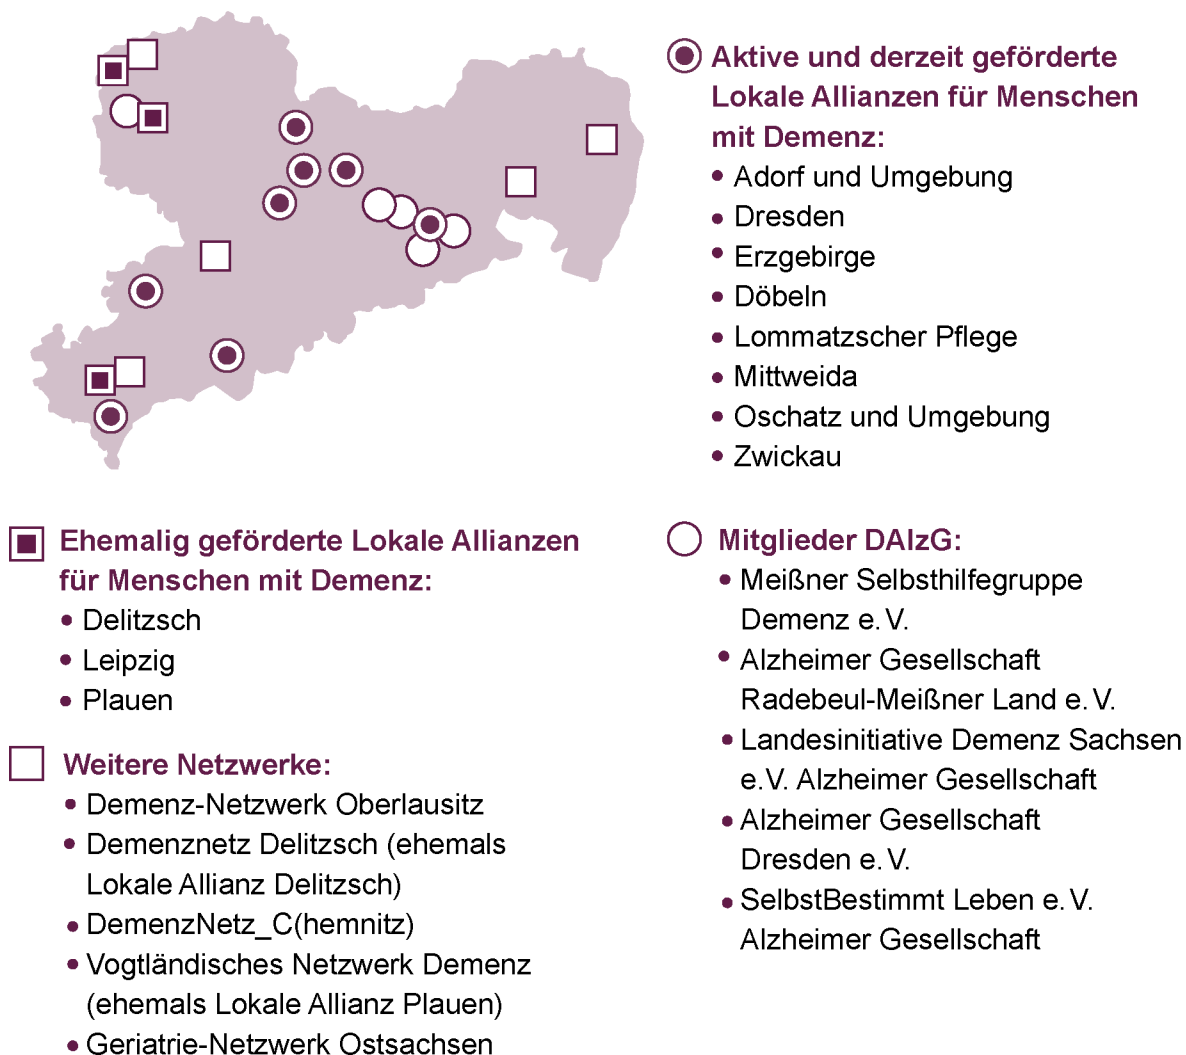 Aktive und derzeit geförderte
Lokale Allianzen für Menschen
mit Demenz:
• Adorf und Umgebung
• Dresden
• Erzgebirge
• Döbeln
• Lommatzscher Pflege
• Mittweida
• Oschatz und Umgebung
• Zwickau
Ehemalig geförderte Lokale Allianzen
für Menschen mit Demenz:
• Delitzsch
• Leipzig
• Plauen
Weitere Netzwerke:
• Demenz-Netzwerk Oberlausitz
• Demenznetz Delitzsch (ehemals
Lokale Allianz Delitzsch)
• DemenzNetz_C(hemnitz)
• Vogtländisches Netzwerk Demenz
(ehemals Lokale Allianz Plauen)
• Geriatrie-Netzwerk Ostsachsen
Mitglieder DAlzG:
• Meißner Selbsthilfegruppe
Demenz e. V.
• Alzheimer Gesellschaft
Radebeul-Meißner Land e. V.
• Landesinitiative Demenz Sachsen
e.V. Alzheimer Gesellschaft
• Alzheimer Gesellschaft
Dresden e. V.
• SelbstBestimmt Leben e. V.
Alzheimer Gesellschaft